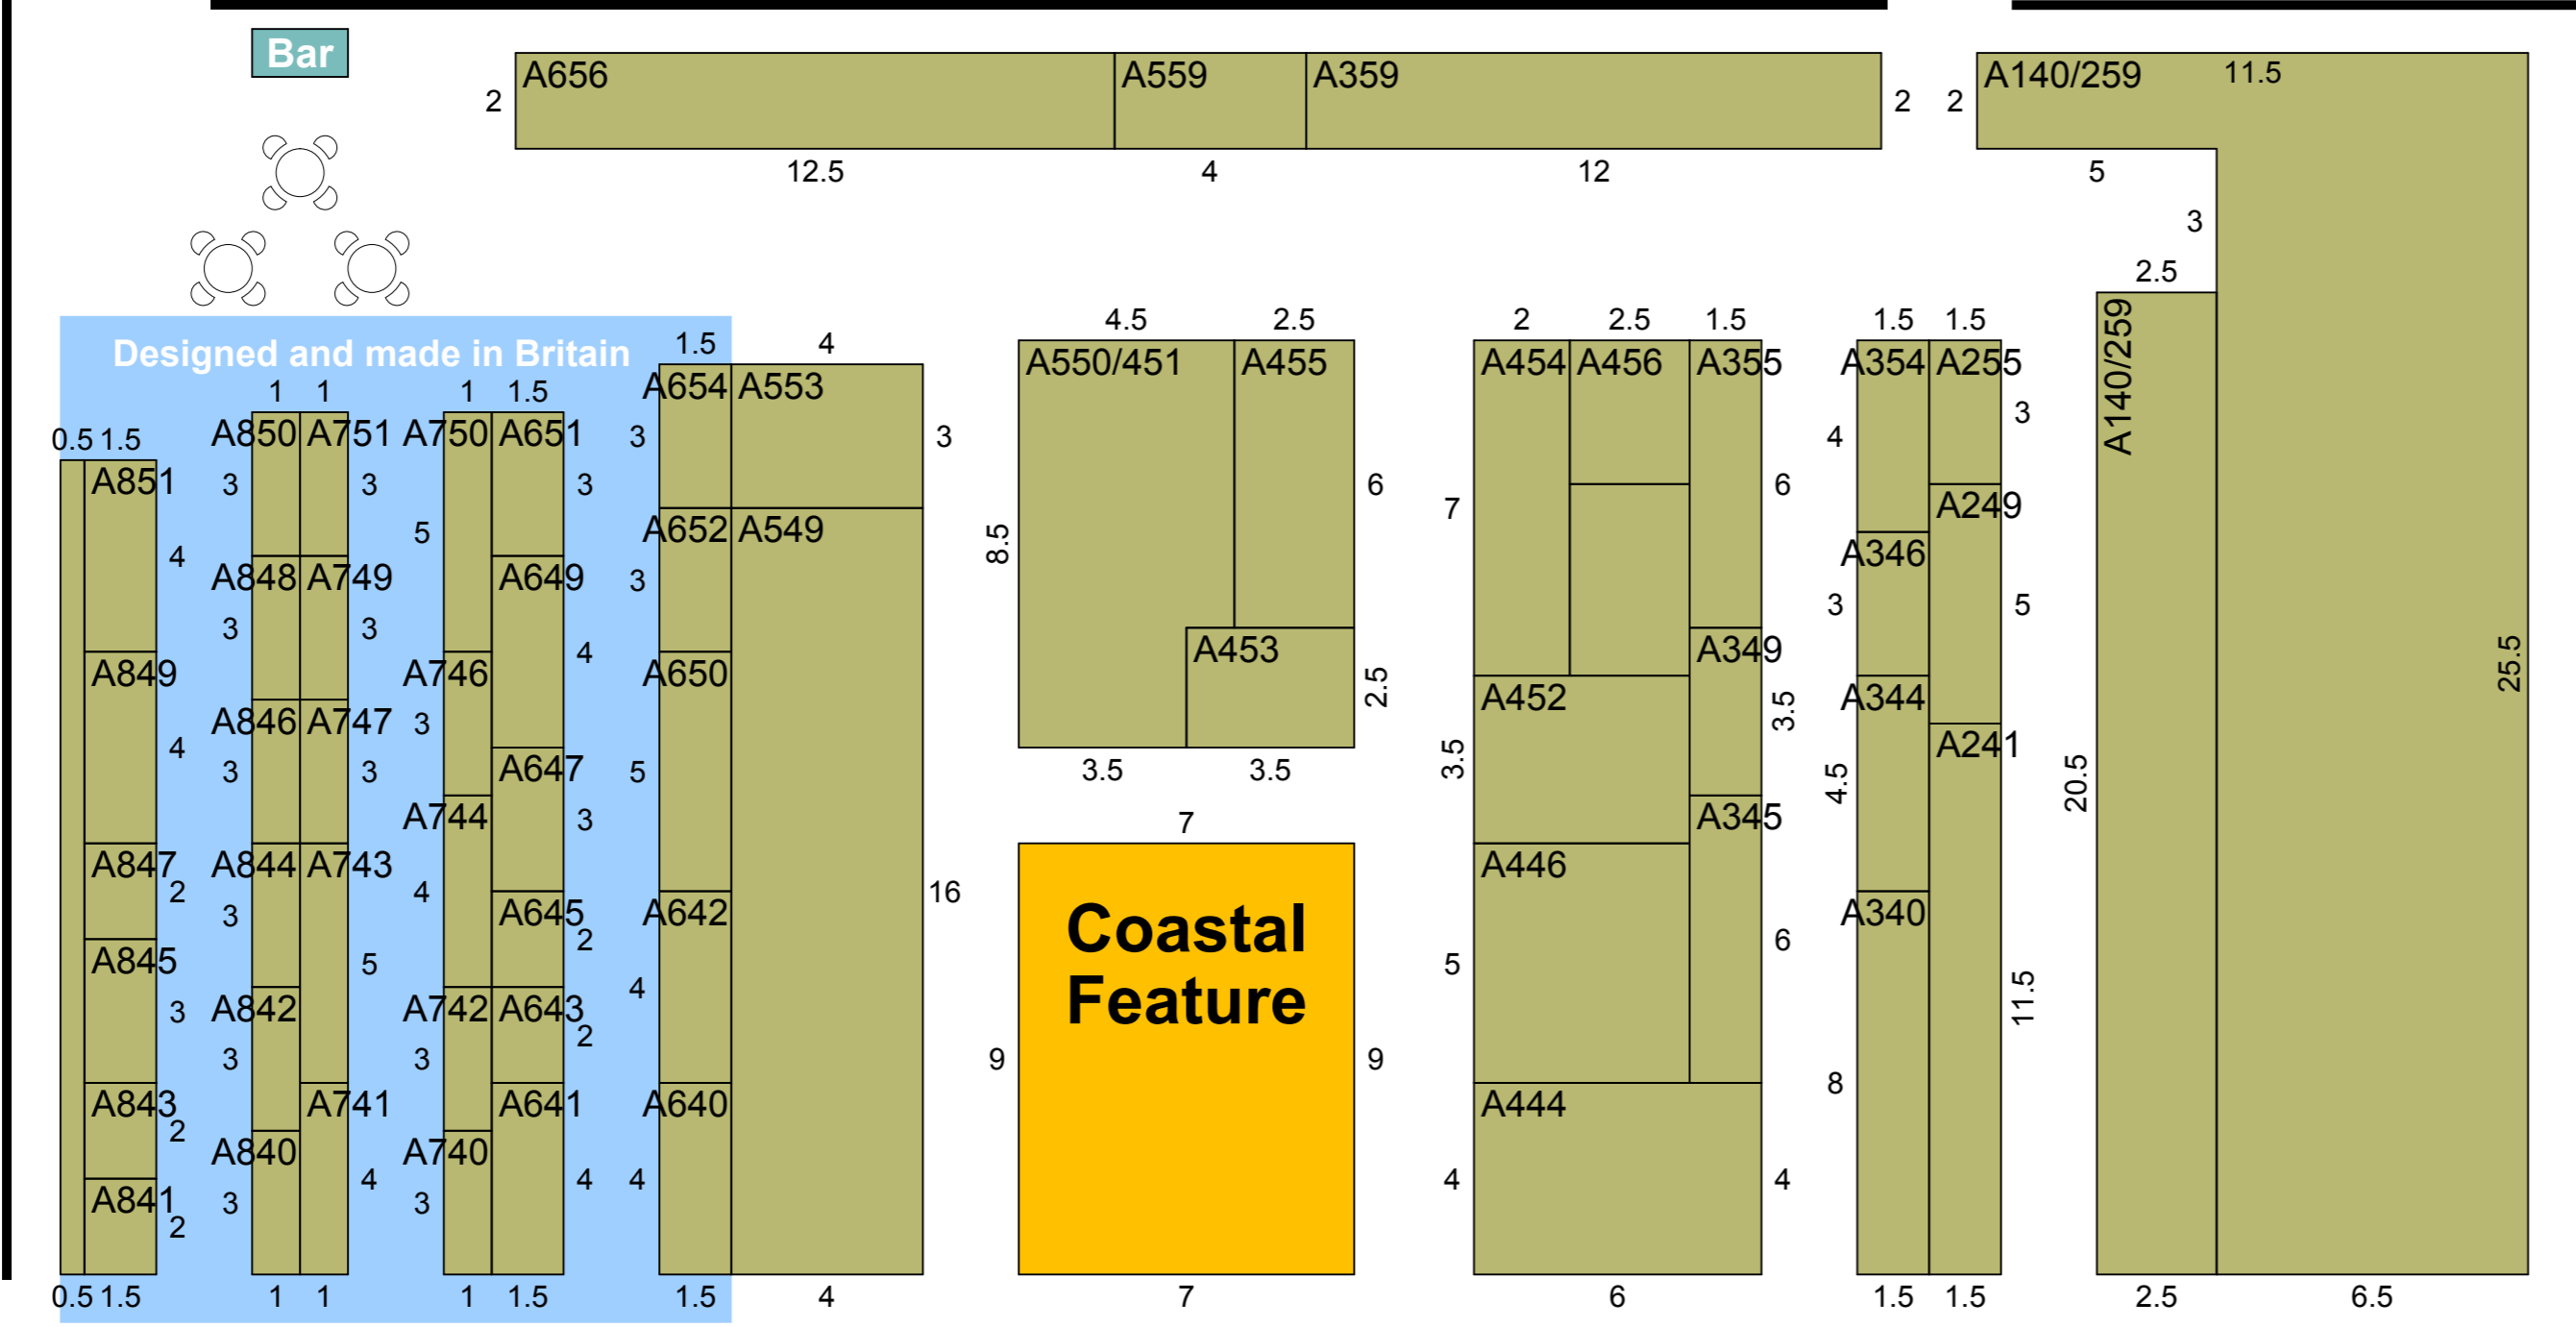 Bar
A656
A559
A359
A140/259
11.5
2
2
2
12.5
4
12
5
3
2.5
Designed and made in Britain
1.5
4
4.5
2.5
2
2.5
1.5
1.5
1.5
A654
A553
A550/451
A455
A454
A456
A355
A354
A255
A140/259
1
1
1
1.5
0.5
1.5
A850
A751
A750
A651
3
3
4
3
A851
3
3
5
3
6
7
6
A652
A549
8.5
A249
A848
A749
A649
4
3
A346
3
5
3
3
4
A849
A746
A650
A453
A349
25.5
A846
A747
3
4
2.5
A452
3.5
A344
A241
3
3
A647
5
3.5
3.5
3.5
4.5
20.5
A744
3
7
A345
A847
2
A844
A743
4
A446
3
A645
2
A642
16
Coastal
Feature
A340
6
A845
5
5
3
A842
A742
A643
2
4
11.5
3
3
9
9
8
A843
2
A741
A641
A640
A444
A840
A740
A841
2
3
4
3
4
4
4
4
0.5
1.5
1
1
1
1.5
1.5
4
7
6
1.5
1.5
2.5
6.5